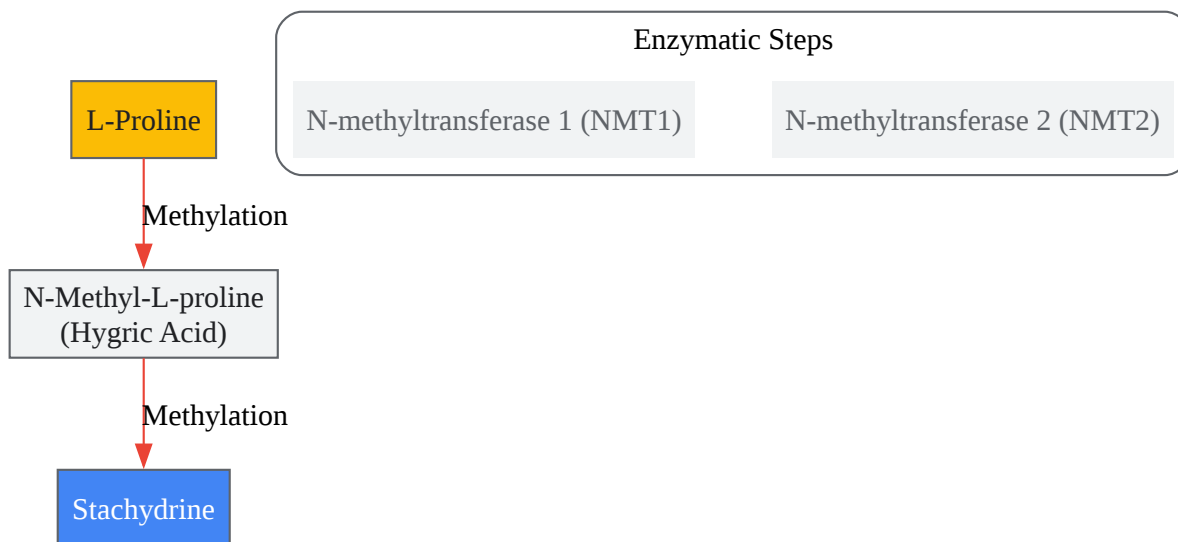 Enzymatic Steps
L-Proline
N-methyltransferase 1 (NMT1)
N-methyltransferase 2 (NMT2)
Methylation
N-Methyl-L-proline
(Hygric Acid)
Methylation
Stachydrine